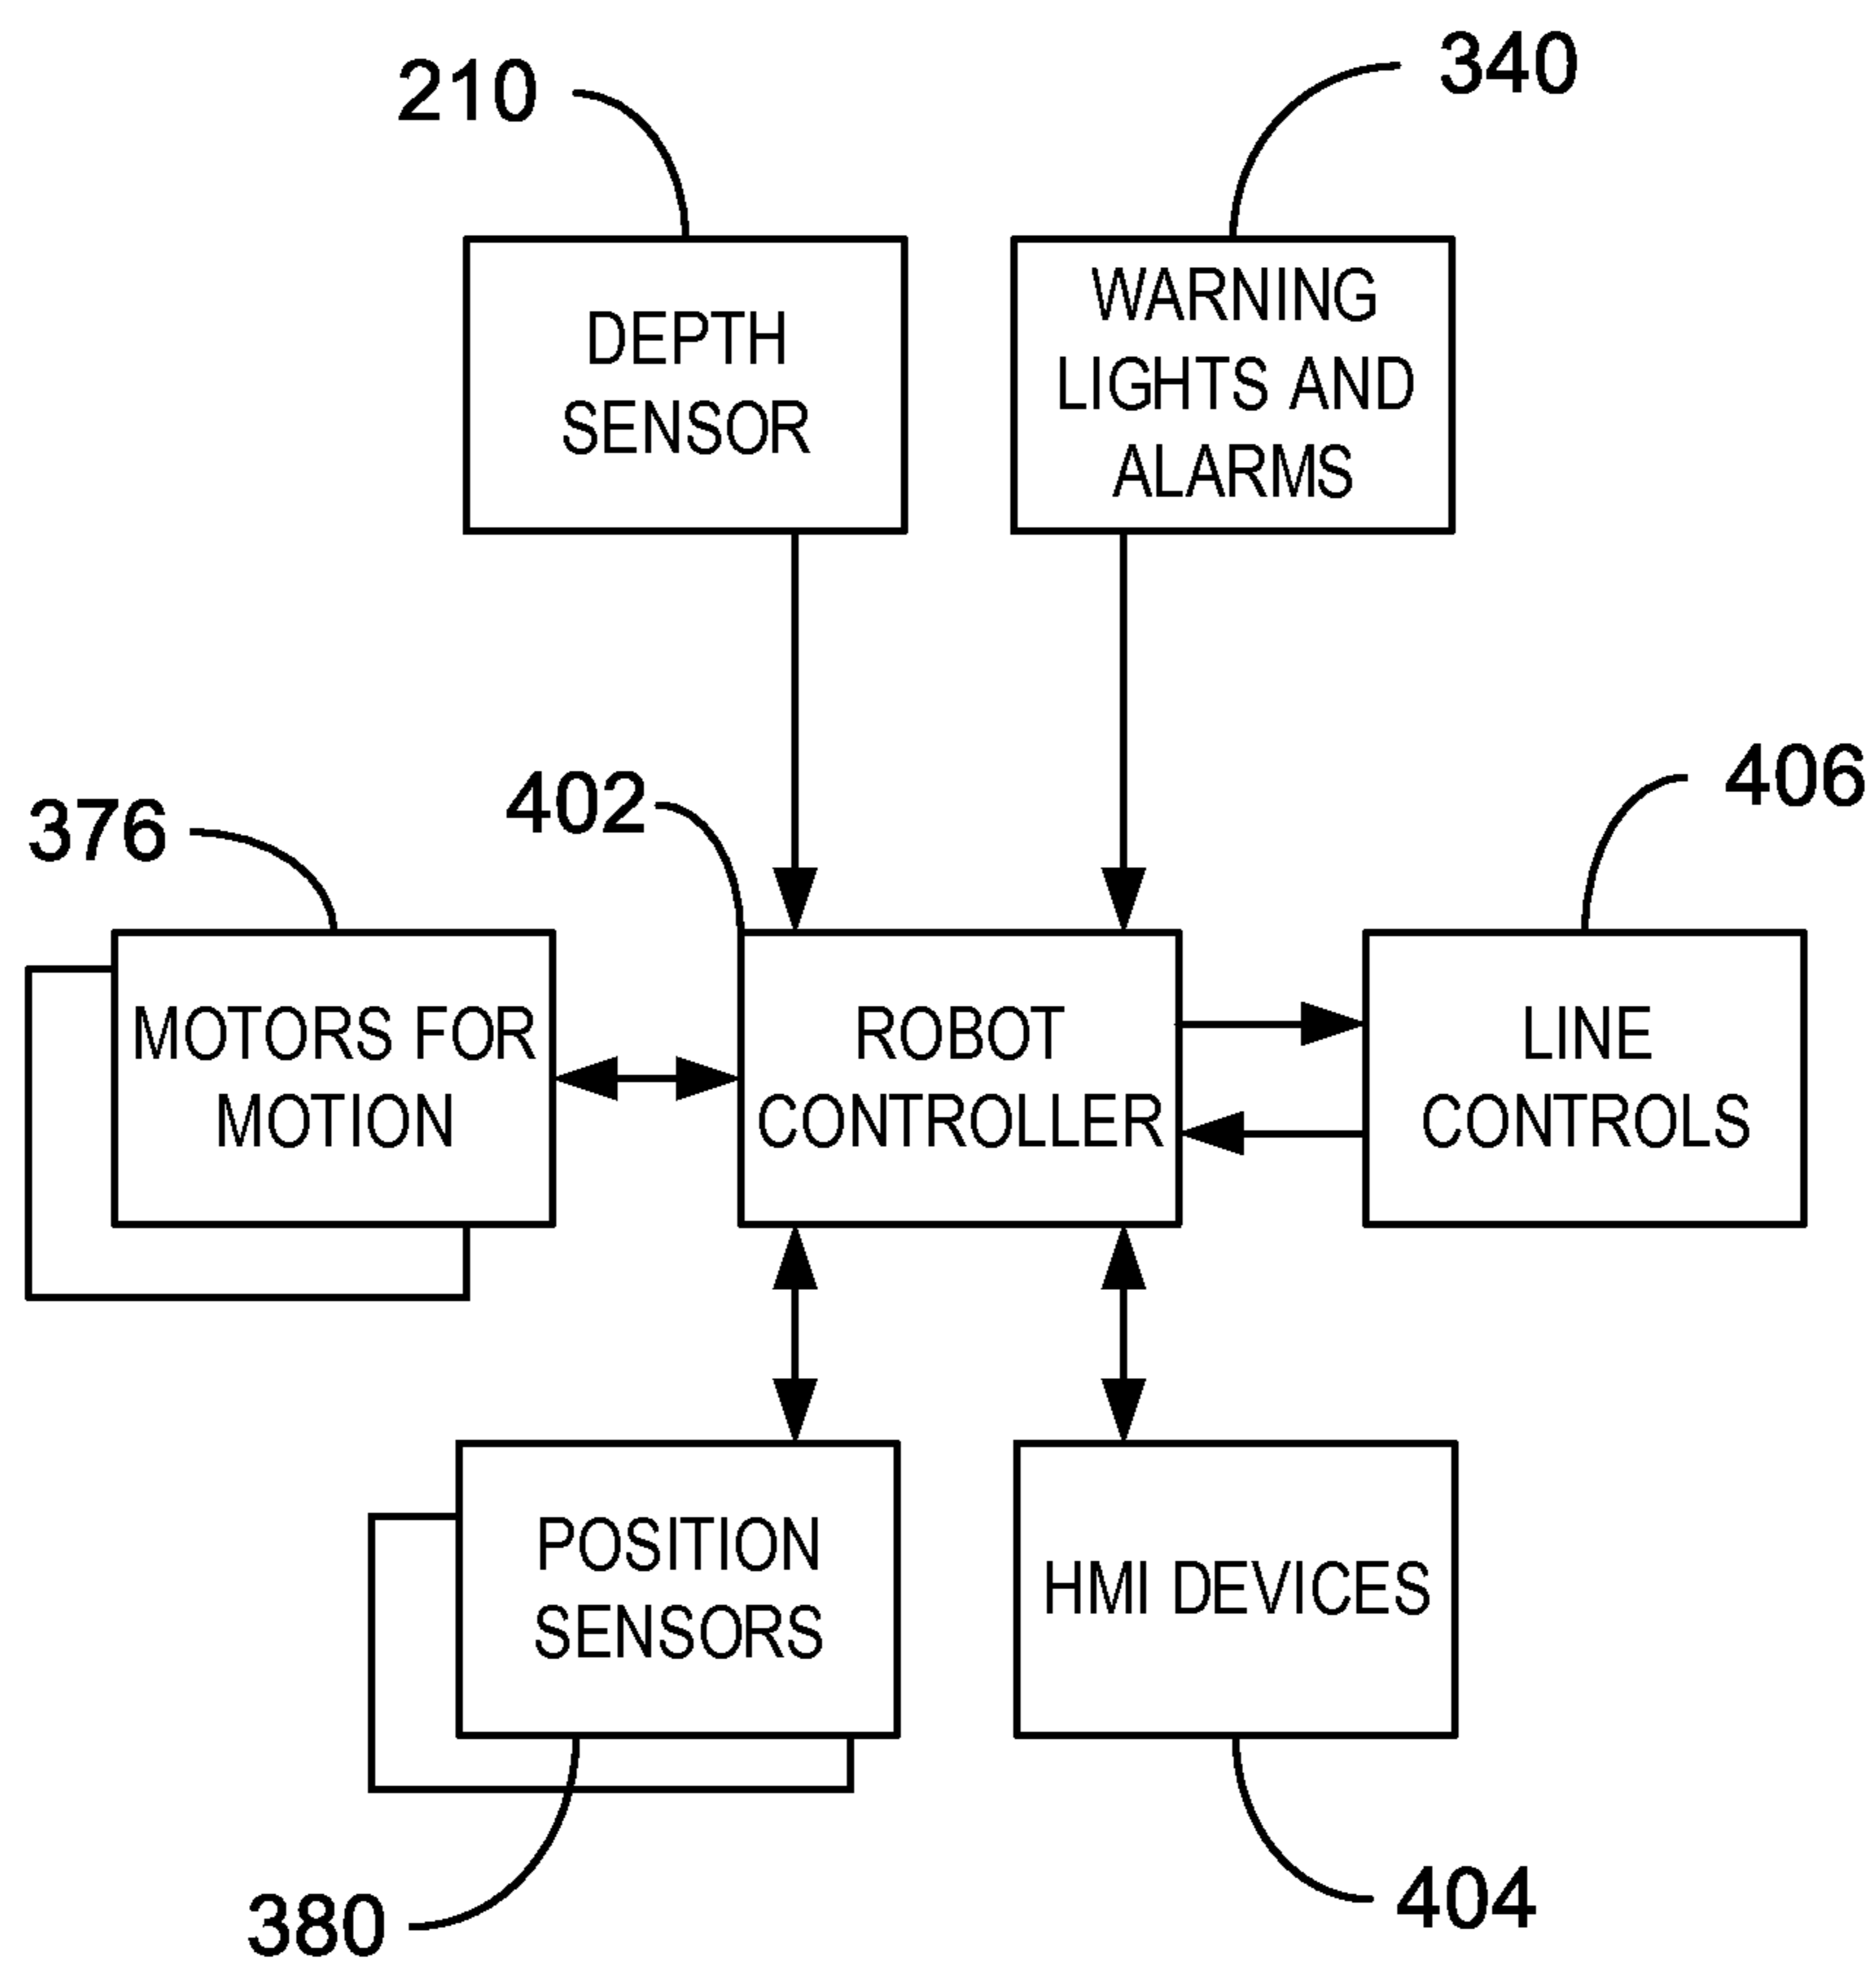 210
340
DEPTH
SENSOR
WARNING
LIGHTS AND
ALARMS
376
402
406
MOTORS FOR
MOTION
ROBOT
CONTROLLER
LINE
CONTROLS
POSITION
SENSORS
HMI DEVICES
380
404